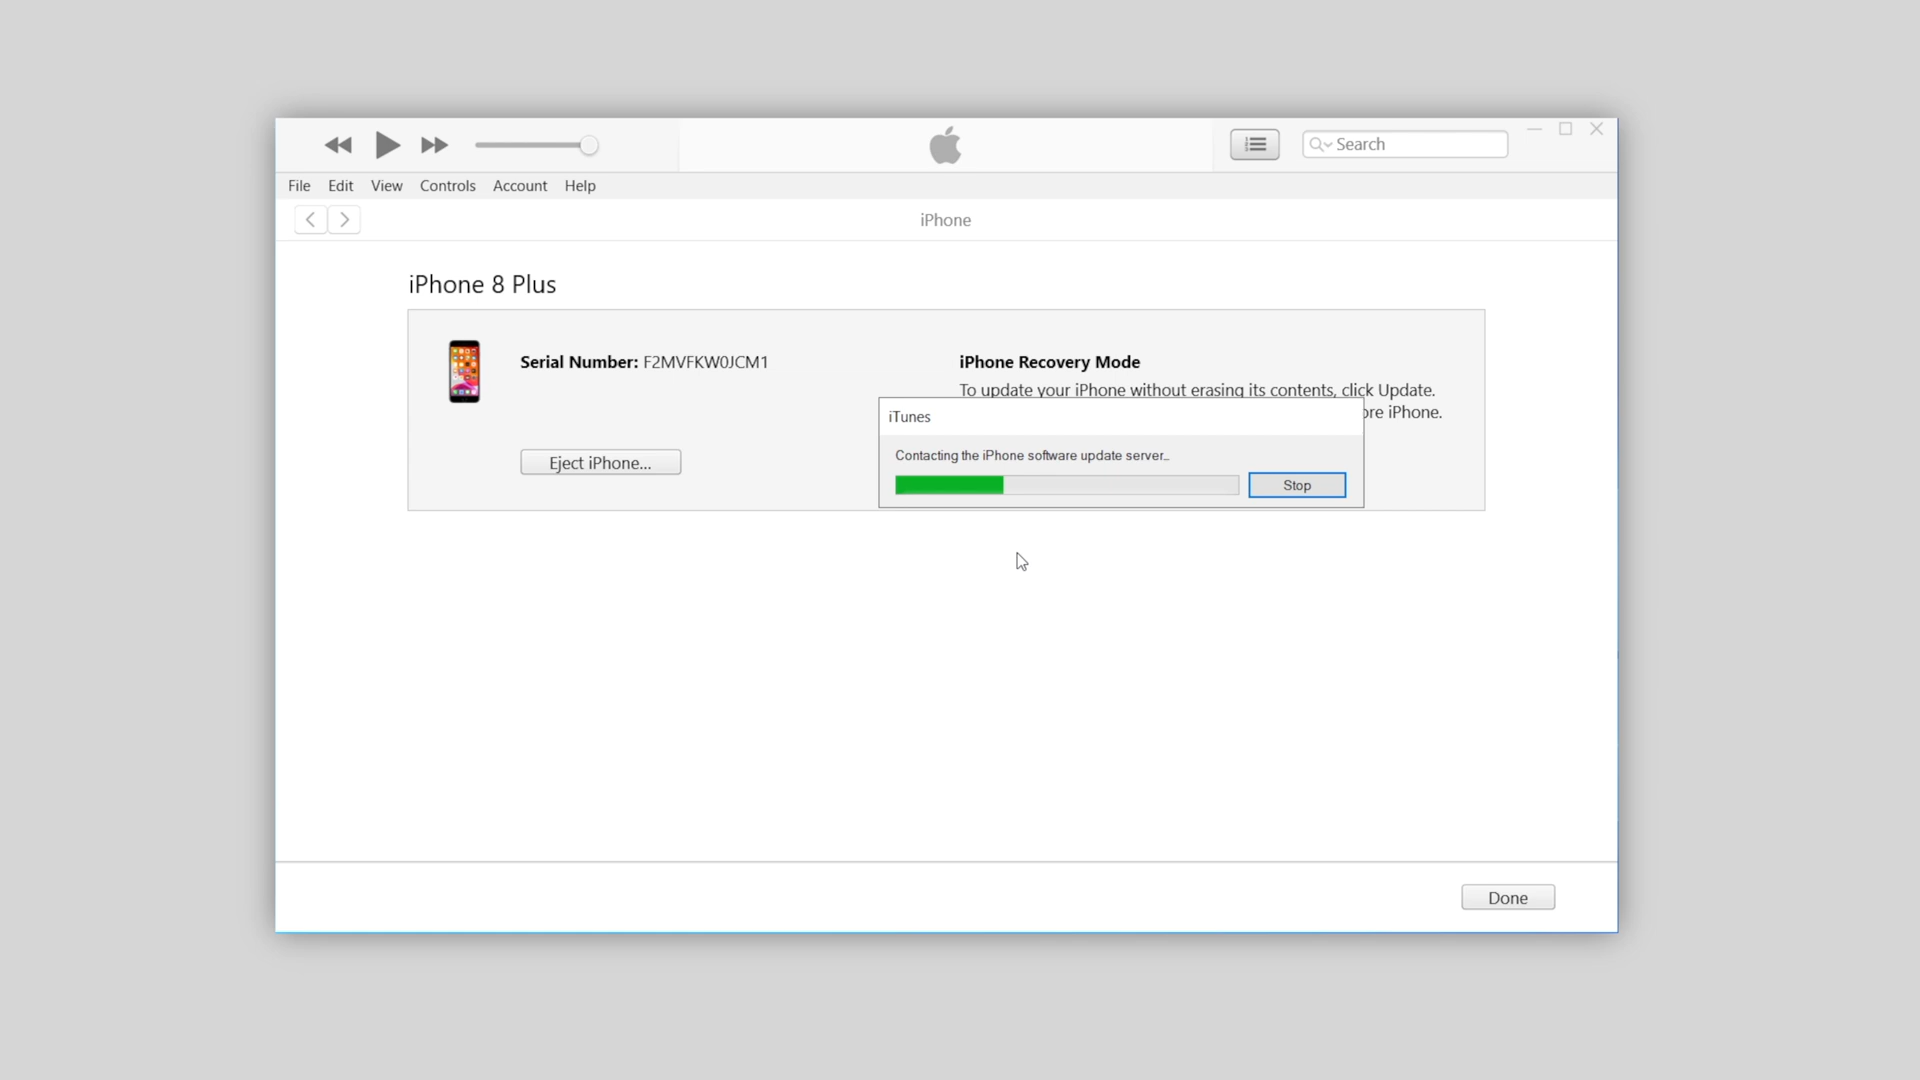 Search
File Edit View Controls Account Help
iPhone
iPhone 8 Plus
Serial Number: F2MVFKW0JCM1
iPhone Recovery Mode
To update your iPhone without erasing its contents, click Update.
iPhone.
iTunes
Contacting the iPhone software update server...
Stop
Eject iPhone...
Done